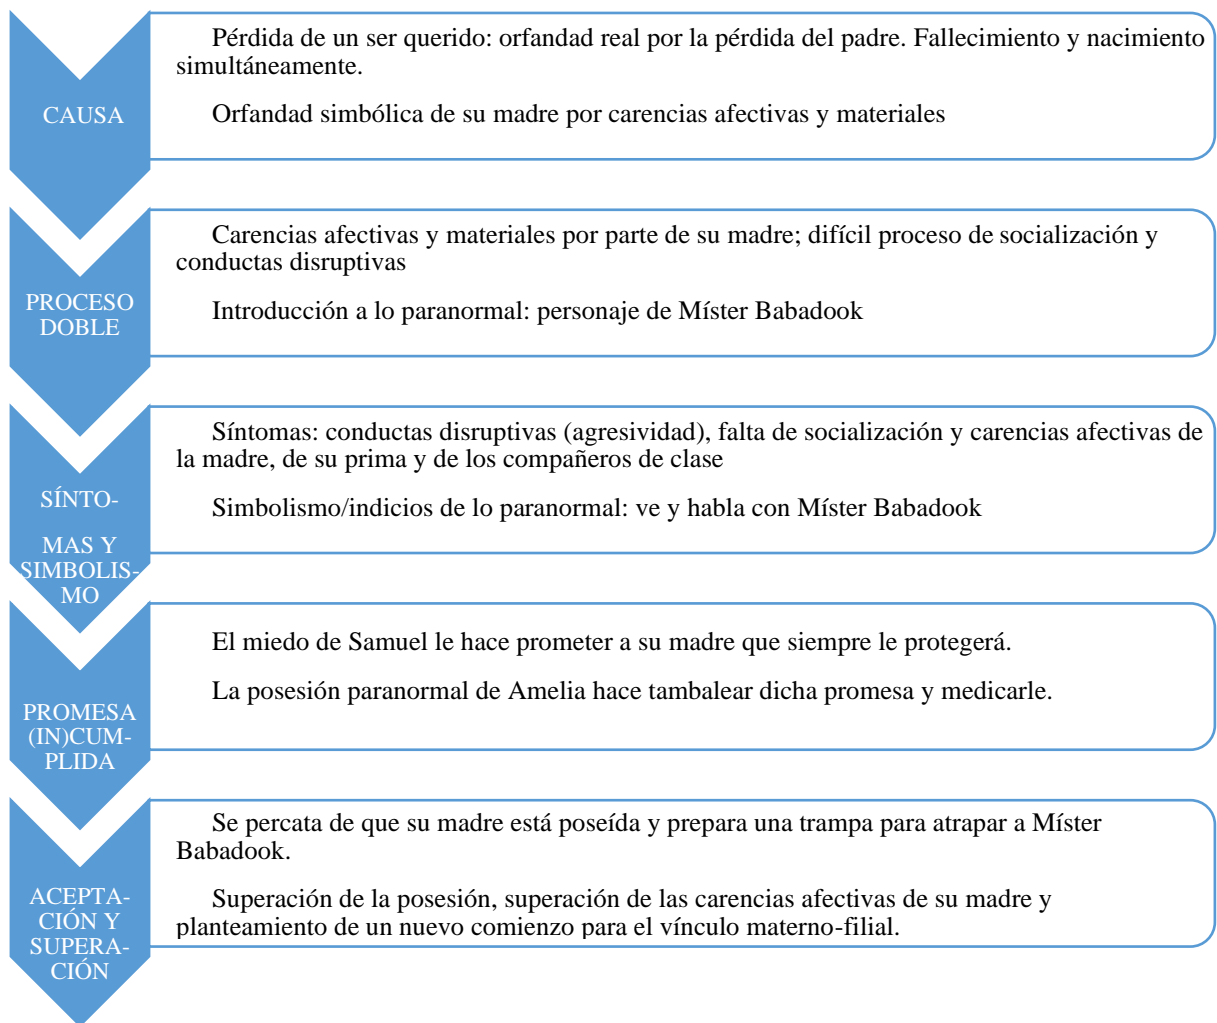 CAUSA
Pérdida de un ser querido: orfandad real por la pérdida del padre. Fallecimiento y nacimiento
simultáneamente.
Orfandad simbólica de su madre por carencias afectivas y materiales
PROCESO
DOBLE
Carencias afectivas y materiales por parte de su madre; difícil proceso de socialización y
conductas disruptivas
Introducción a lo paranormal: personaje de Míster Babadook
SÍNTO-
MAS Y
SIMBOLIS-
MO
Síntomas: conductas disruptivas (agresividad), falta de socialización y carencias afectivas de
la madre, de su prima y de los compañeros de clase
Simbolismo/indicios de lo paranormal: ve y habla con Míster Babadook
PROMESA
(IN)CUM-
PLIDA
El miedo de Samuel le hace prometer a su madre que siempre le protegerá.
La posesión paranormal de Amelia hace tambalear dicha promesa y medicarle.
ACEPTA-
CIÓN Y
SUPERA-
CIÓN
Se percata de que su madre está poseída y prepara una trampa para atrapar a Míster
Babadook.
Superación de la posesión, superación de las carencias afectivas de su madre y
planteamiento de un nuevo comienzo para el vínculo materno-filial.